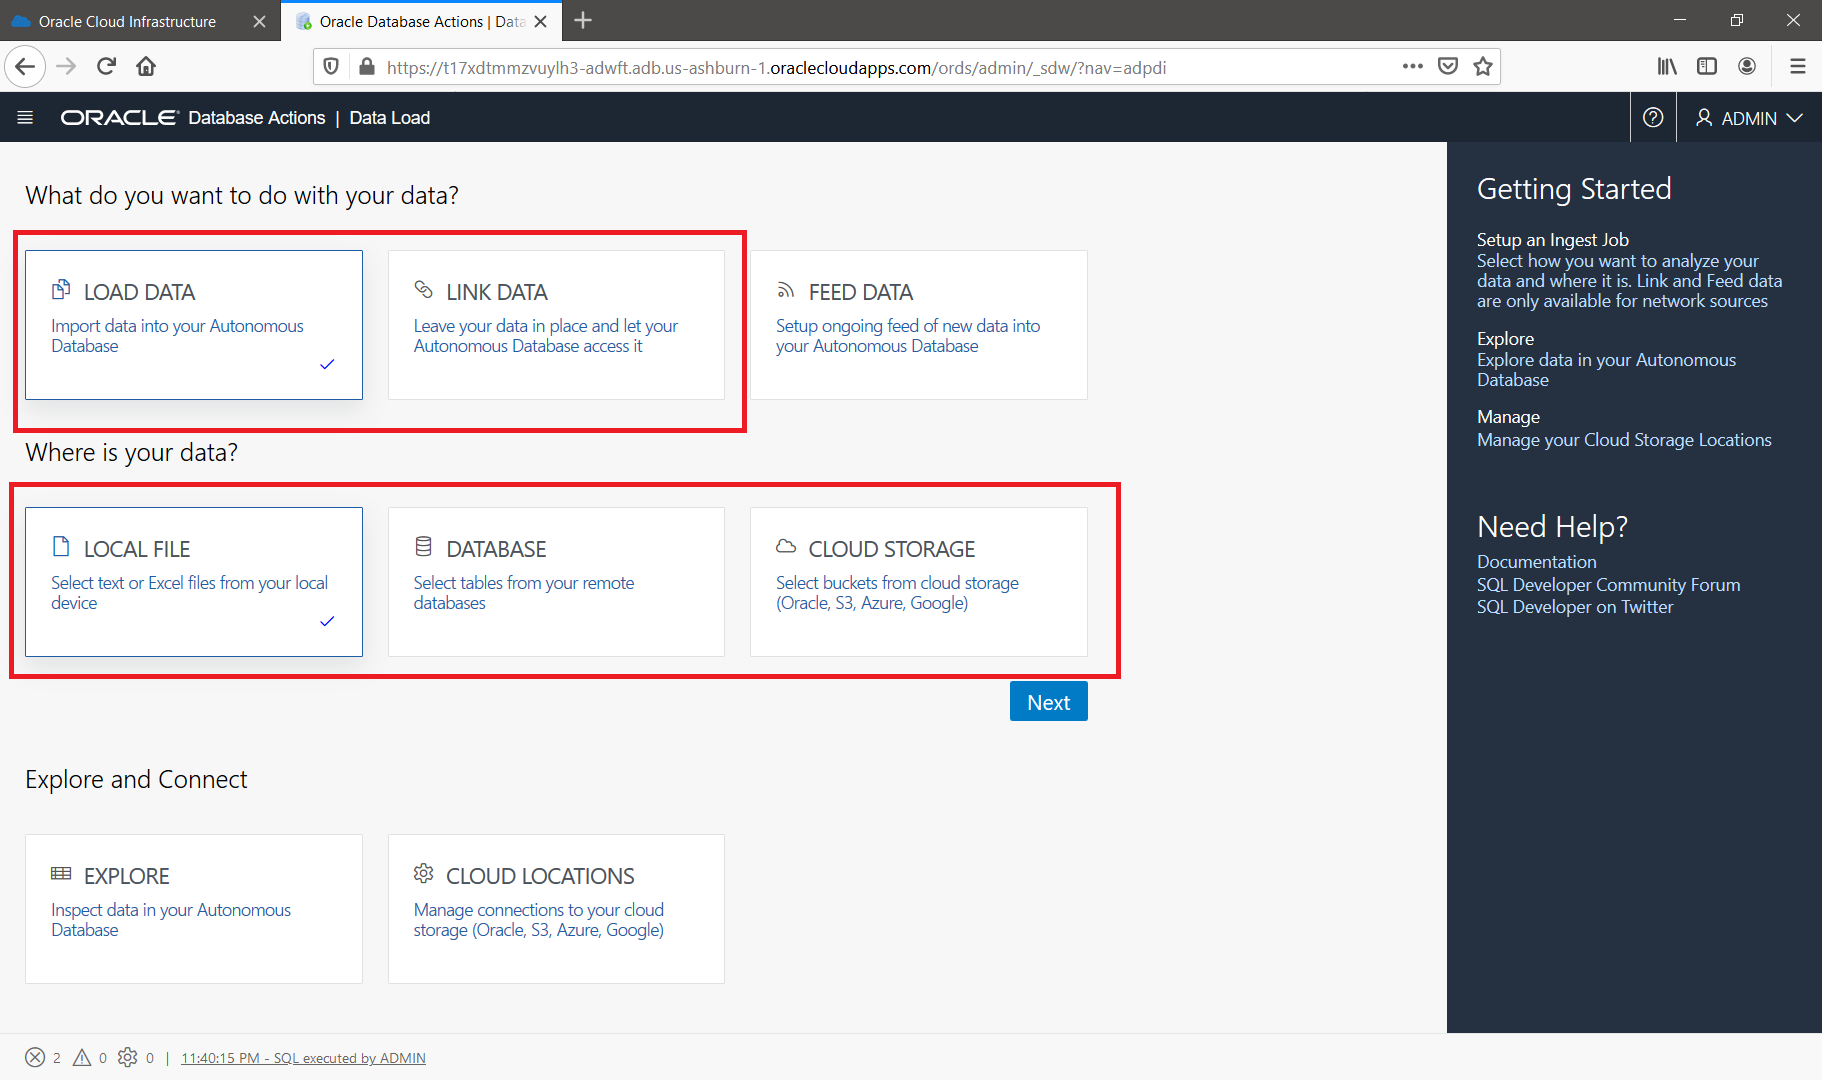 Oracle Cloud Infrastructure
Oracle Database Actions | Data
https://t17xdtmmzvuylh3-adwft.adb.us-ashburn-1.oraclecloudapps.com/ords/admin/_sdw/?nav=adpdi
ORACLE Database Actions | Data Load
ADMIN
What do you want to do with your data?
LOAD DATA
Import data into your Autonomous
Database
LINK DATA
Leave your data in place and let your
Autonomous Database access it
FEED DATA
Setup ongoing feed of new data into
your Autonomous Database
Where is your data?
LOCAL FILE
Select text or Excel files from your local
device
DATABASE
Select tables from your remote
databases
CLOUD STORAGE
Select buckets from cloud storage
(Oracle, S3, Azure, Google)
Next
Explore and Connect
EXPLORE
Inspect data in your Autonomous
Database
CLOUD LOCATIONS
Manage connections to your cloud
storage (Oracle, S3, Azure, Google)
Getting Started
Setup an Ingest Job
Select how you want to analyze your
data and where it is. Link and Feed data
are only available for network sources
Explore
Explore data in your Autonomous
Database
Manage
Manage your Cloud Storage Locations
Need Help?
Documentation
SQL Developer Community Forum
SQL Developer on Twitter
2 0 0 | 11:40:15 PM - SQL executed by ADMIN